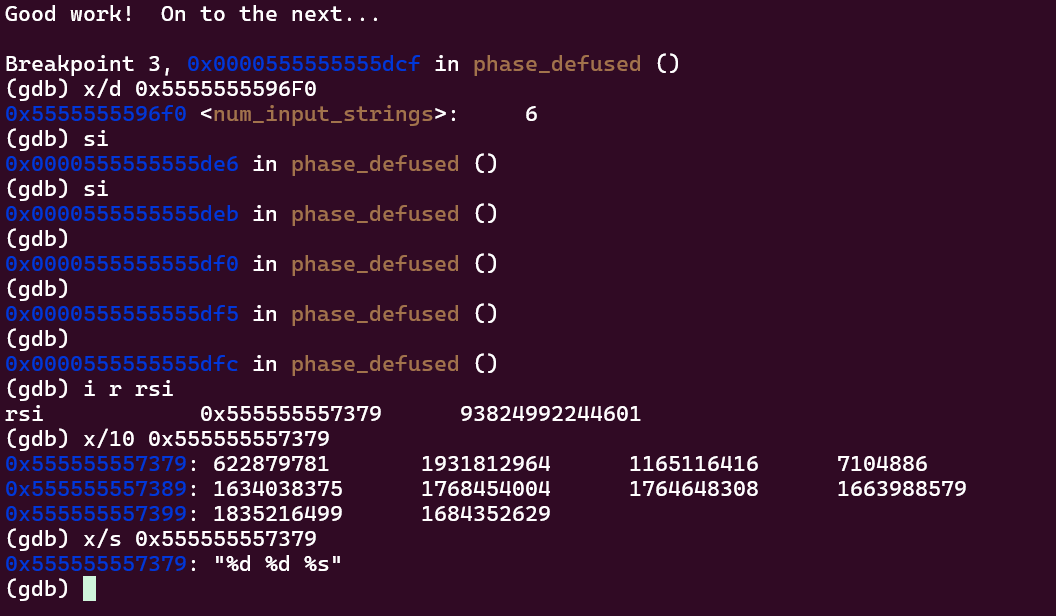 Good work!  On to the next...
Breakpoint 3, 0x0000555555555dcf in phase_defused ()
(gdb) x/d 0x5555555596F0
0x5555555596f0 <num_input_strings>:     6
(gdb) si
0x0000555555555de6 in phase_defused ()
(gdb) si
0x0000555555555deb in phase_defused ()
(gdb)
0x0000555555555df0 in phase_defused ()
(gdb)
0x0000555555555df5 in phase_defused ()
(gdb)
0x0000555555555dfc in phase_defused ()
(gdb) i r rsi
rsi            0x555555557379      93824992244601
(gdb) x/10 0x555555557379
0x555555557379: 622879781       1931812964      1165116416      7104886
0x555555557389: 1634038375      1768454004      1764648308      1663988579
0x555555557399: 1835216499      1684352629
(gdb) x/s 0x555555557379
0x555555557379: "%d %d %s"
(gdb)